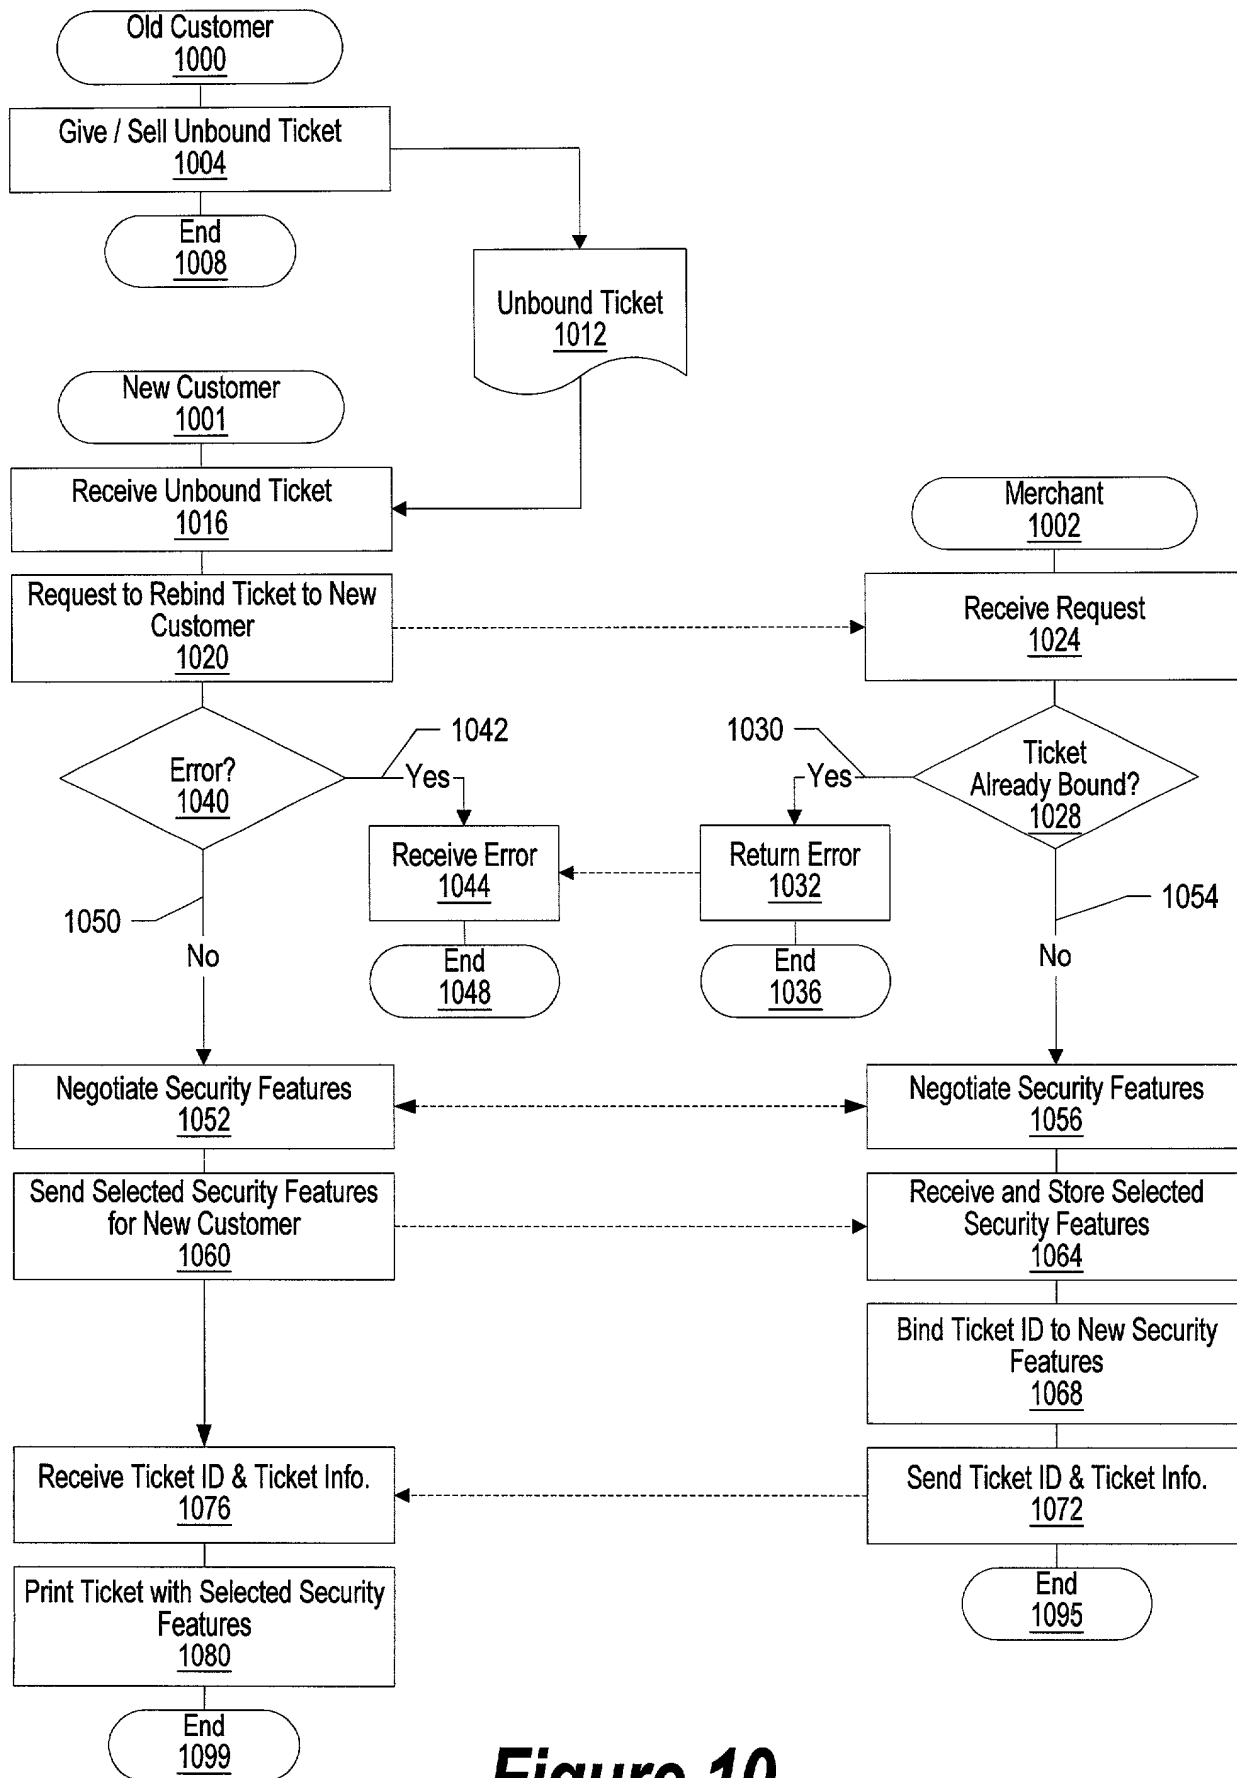 Old Customer
1000
Give / Sell Unbound Ticket
1004
End
1008
Unbound Ticket
1012
New Customer
1001
Receive Unbound Ticket
1016
Merchant
1002
Request to Rebind Ticket to New
Customer
1020
Receive Request
1024
Error?
1040
1042
Yes
1030
Yes
Ticket
Already Bound?
1028
Receive Error
1044
Return Error
1032
1050
No
1054
No
End
1048
End
1036
Negotiate Security Features
1052
Negotiate Security Features
1056
Send Selected Security Features
for New Customer
1060
Receive and Store Selected
Security Features
1064
Bind Ticket ID to New Security
Features
1068
Receive Ticket ID & Ticket Info.
1076
Send Ticket ID & Ticket Info.
1072
Print Ticket with Selected Security
Features
1080
End
1095
End
1099
Figure 10